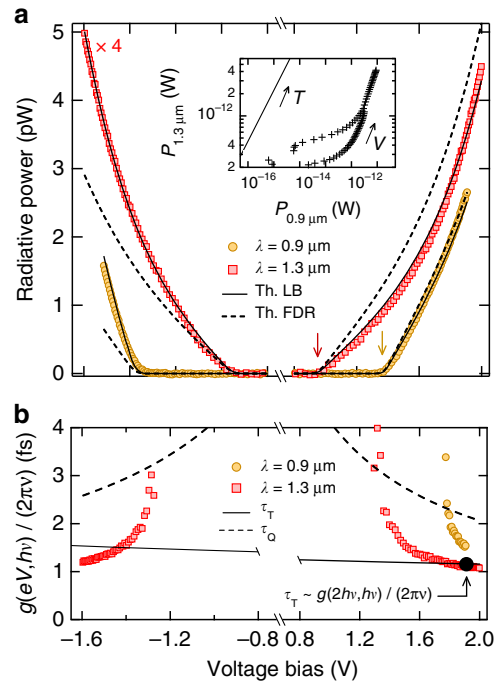 a
× 4
5
4
3
2
1
0
Radiative power (pW)
P1.3 μm (W)
4
10⁻¹²
4
2
T
V
10⁻¹⁶ 10⁻¹⁴ 10⁻¹²
P0.9 μm (W)
λ = 0.9 μm
λ = 1.3 μm
Th. LB
Th. FDR
b
4
3
2
1
0
g(eV,hν) / (2πν) (fs)
λ = 0.9 μm
λ = 1.3 μm
τT
τQ
τT ~ g(2hν,hν) / (2πν)
−1.6 −1.2 −0.8 0.8 1.2 1.6 2.0
Voltage bias (V)